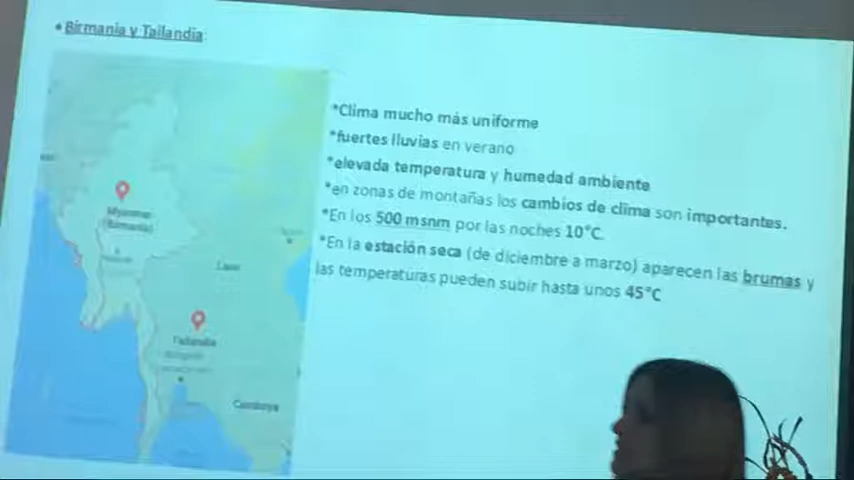 • Birmania y Tailandia:
*Clima mucho más uniforme
*fuertes lluvias en verano
*elevada temperatura y humedad ambiente
*en zonas de montañas los cambios de clima son importantes.
*En los 500 msnm por las noches 10°C.
*En la estación seca (de diciembre a marzo) aparecen las brumas y
las temperaturas pueden subir hasta unos 45°C
Myanmar
(Birmania)
Laos
Tailandia
Camboya